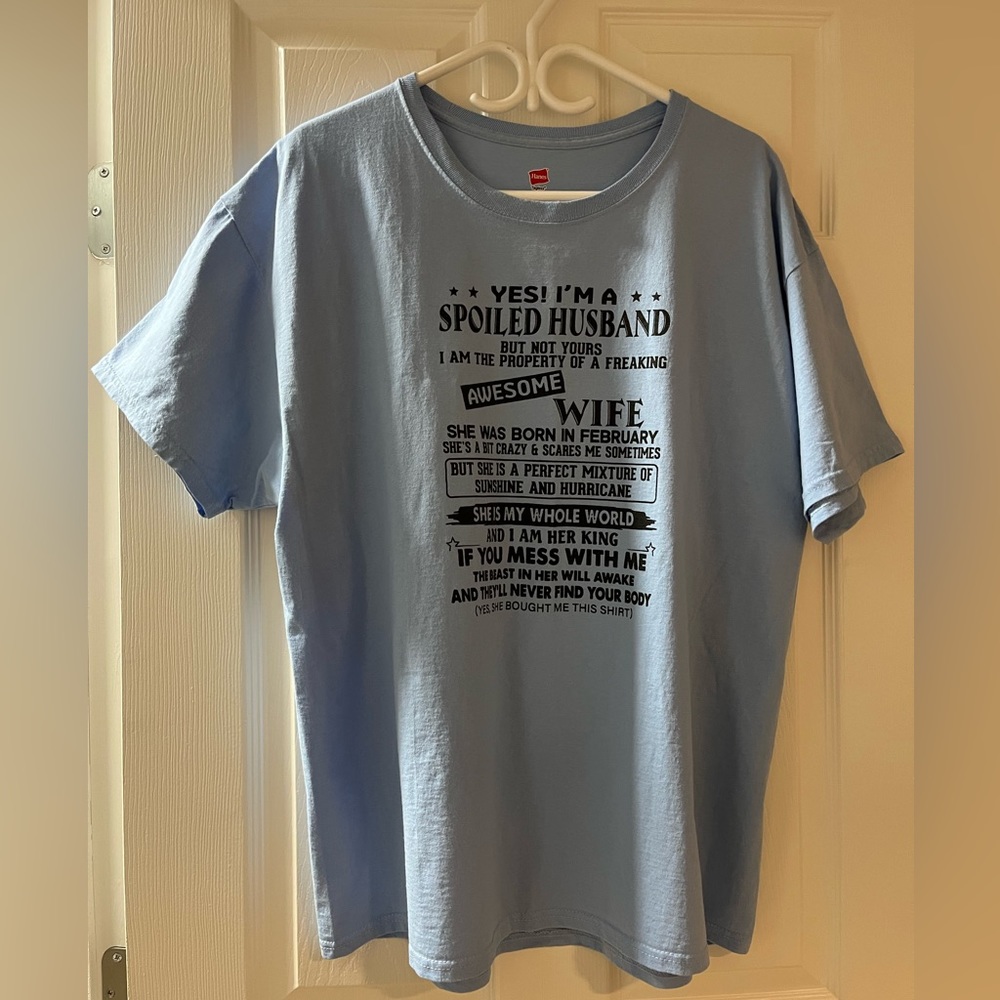 Hanes
YES! I'M A
SPOILED HUSBAND
BUT NOT YOURS
I AM THE PROPERTY OF A FREAKING
AWESOME
WIFE
SHE WAS BORN IN FEBRUARY
SHE'S A BIT CRAZY & SCARES ME SOMETIMES
BUT SHE IS A PERFECT MIXTURE OF
SUNSHINE AND HURRICANE
SHE IS MY WHOLE WORLD
AND I AM HER KING
IF YOU MESS WITH ME
THE BEAST IN HER WILL AWAKE
AND THEY'LL NEVER FIND YOUR BODY
(YES, SHE BOUGHT ME THIS SHIRT)